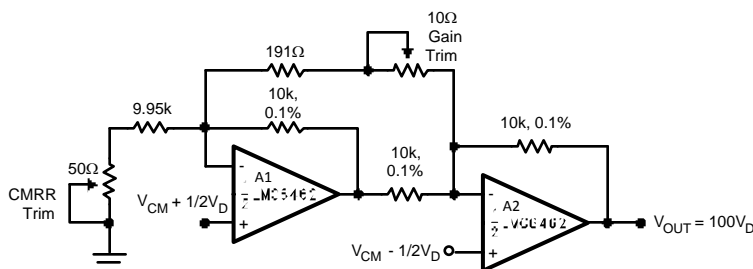 10Ω
Gain
Trim
191Ω
10k,
0.1%
9.95k
10k, 0.1%
10k,
0.1%
50Ω
CMRR
Trim
-
A1
+
V_CM + 1/2V_D
-
A2
+
V_OUT = 100V_D
V_CM - 1/2V_D